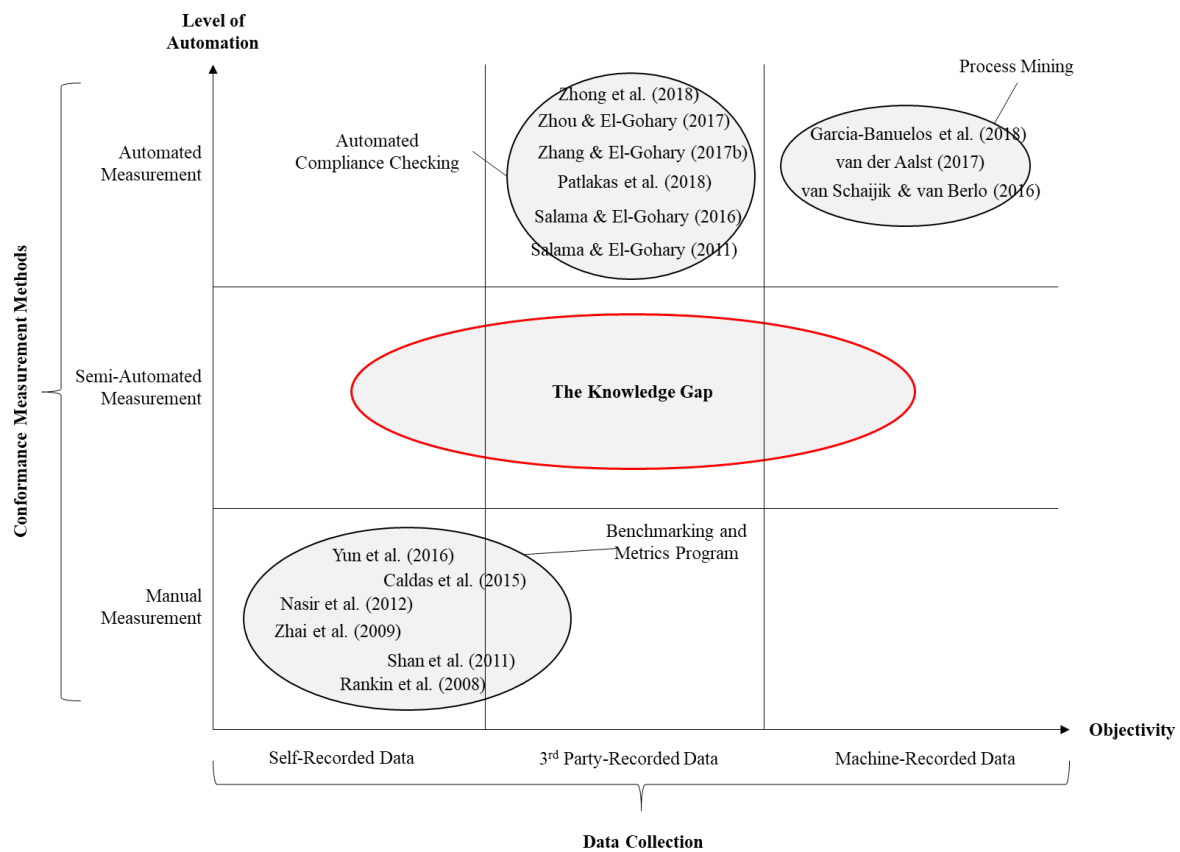 Level of
Automation
Process Mining
Zhong et al. (2018)
Zhou & El-Gohary (2017)
Zhang & El-Gohary (2017b)
Patlakas et al. (2018)
Salama & El-Gohary (2016)
Salama & El-Gohary (2011)
Garcia-Banuelos et al. (2018)
van der Aalst (2017)
van Schaijik & van Berlo (2016)
Automated
Compliance Checking
Automated
Measurement
Conformance Measurement Methods
Semi-Automated
Measurement
The Knowledge Gap
Benchmarking and
Metrics Program
Yun et al. (2016)
Caldas et al. (2015)
Nasir et al. (2012)
Zhai et al. (2009)
Shan et al. (2011)
Rankin et al. (2008)
Manual
Measurement
Objectivity
Self-Recorded Data
3rd Party-Recorded Data
Machine-Recorded Data
Data Collection